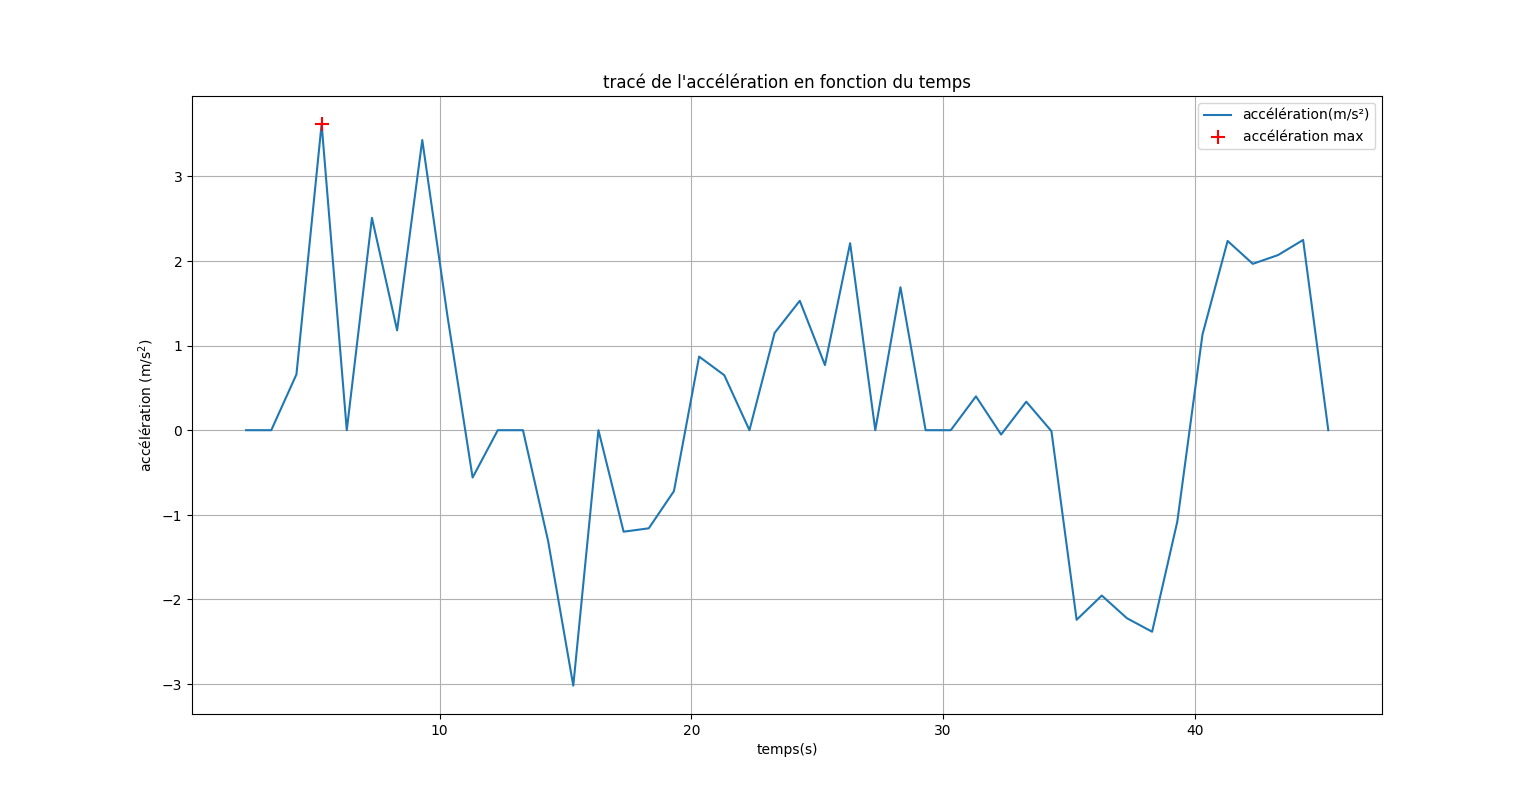 tracé de l'accélération en fonction du temps
accélération(m/s²)
accélération max
3
2
1
0
−1
−2
−3
accélération (m/s²)
10
20
30
40
temps(s)